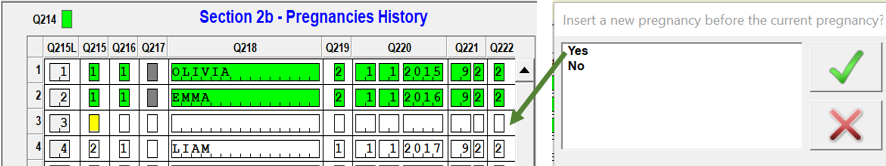 Q214
Section 2b - Pregnancies History
Q215L Q215 Q216 Q217 Q218 Q219 Q220 Q221 Q222
1 1 1 1 OLIVIA 2 1 1 2015 9 2 2
2 2 1 1 EMMA 2 1 1 2016 9 2 2
3 3
4 4 2 1 LIAM 1 1 1 2017 9 2 2
Insert a new pregnancy before the current pregnancy?
Yes
No